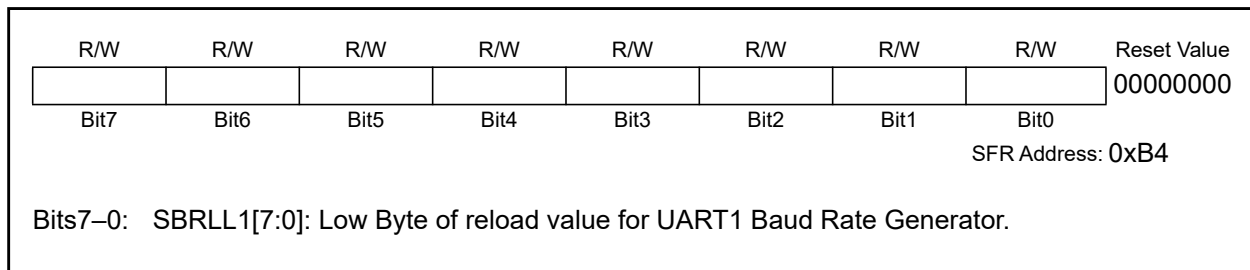 R/W R/W R/W R/W R/W R/W R/W R/W Reset Value
00000000
Bit7 Bit6 Bit5 Bit4 Bit3 Bit2 Bit1 Bit0
SFR Address: 0xB4
Bits7–0: SBRLL1[7:0]: Low Byte of reload value for UART1 Baud Rate Generator.